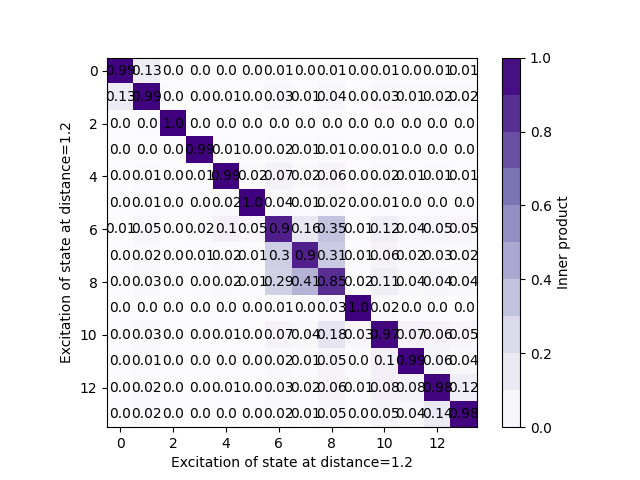 0 0.99 0.13 0.0 0.0 0.0 0.0 0.01 0.0 0.01 0.0 0.01 0.0 0.01 0.01 1.0
0.13 0.99 0.0 0.0 0.01 0.0 0.03 0.01 0.04 0.0 0.03 0.01 0.02 0.02
2 0.0 0.0 1.0 0.0 0.0 0.0 0.0 0.0 0.0 0.0 0.0 0.0 0.0 0.0
0.0 0.0 0.0 0.99 0.01 0.0 0.02 0.01 0.01 0.0 0.01 0.0 0.0 0.0 0.8
4 0.0 0.01 0.0 0.01 0.99 0.02 0.07 0.02 0.06 0.0 0.02 0.01 0.01 0.01
0.0 0.0 0.0 0.0 0.02 1.0 0.04 0.01 0.02 0.0 0.01 0.0 0.0 0.0
6 0.01 0.05 0.0 0.02 0.1 0.05 0.9 0.16 0.35 0.01 0.12 0.04 0.05 0.05 0.6
0.0 0.02 0.0 0.01 0.02 0.01 0.3 0.9 0.31 0.01 0.06 0.02 0.03 0.02
8 0.0 0.03 0.0 0.0 0.02 0.01 0.29 0.41 0.85 0.02 0.11 0.04 0.04 0.04 0.4
0.0 0.0 0.0 0.0 0.0 0.0 0.01 0.0 0.03 1.0 0.02 0.0 0.0 0.0
10 0.0 0.03 0.0 0.0 0.01 0.0 0.07 0.04 0.18 0.03 0.97 0.07 0.06 0.05
0.0 0.01 0.0 0.0 0.0 0.0 0.02 0.01 0.05 0.0 0.1 0.99 0.06 0.04 0.2
12 0.0 0.02 0.0 0.0 0.01 0.0 0.03 0.02 0.06 0.01 0.08 0.08 0.98 0.12
0.0 0.02 0.0 0.0 0.0 0.0 0.02 0.01 0.05 0.0 0.05 0.04 0.14 0.98 0.0
0 2 4 6 8 10 12
Excitation of state at distance=1.2
Excitation of state at distance=1.2
Inner product